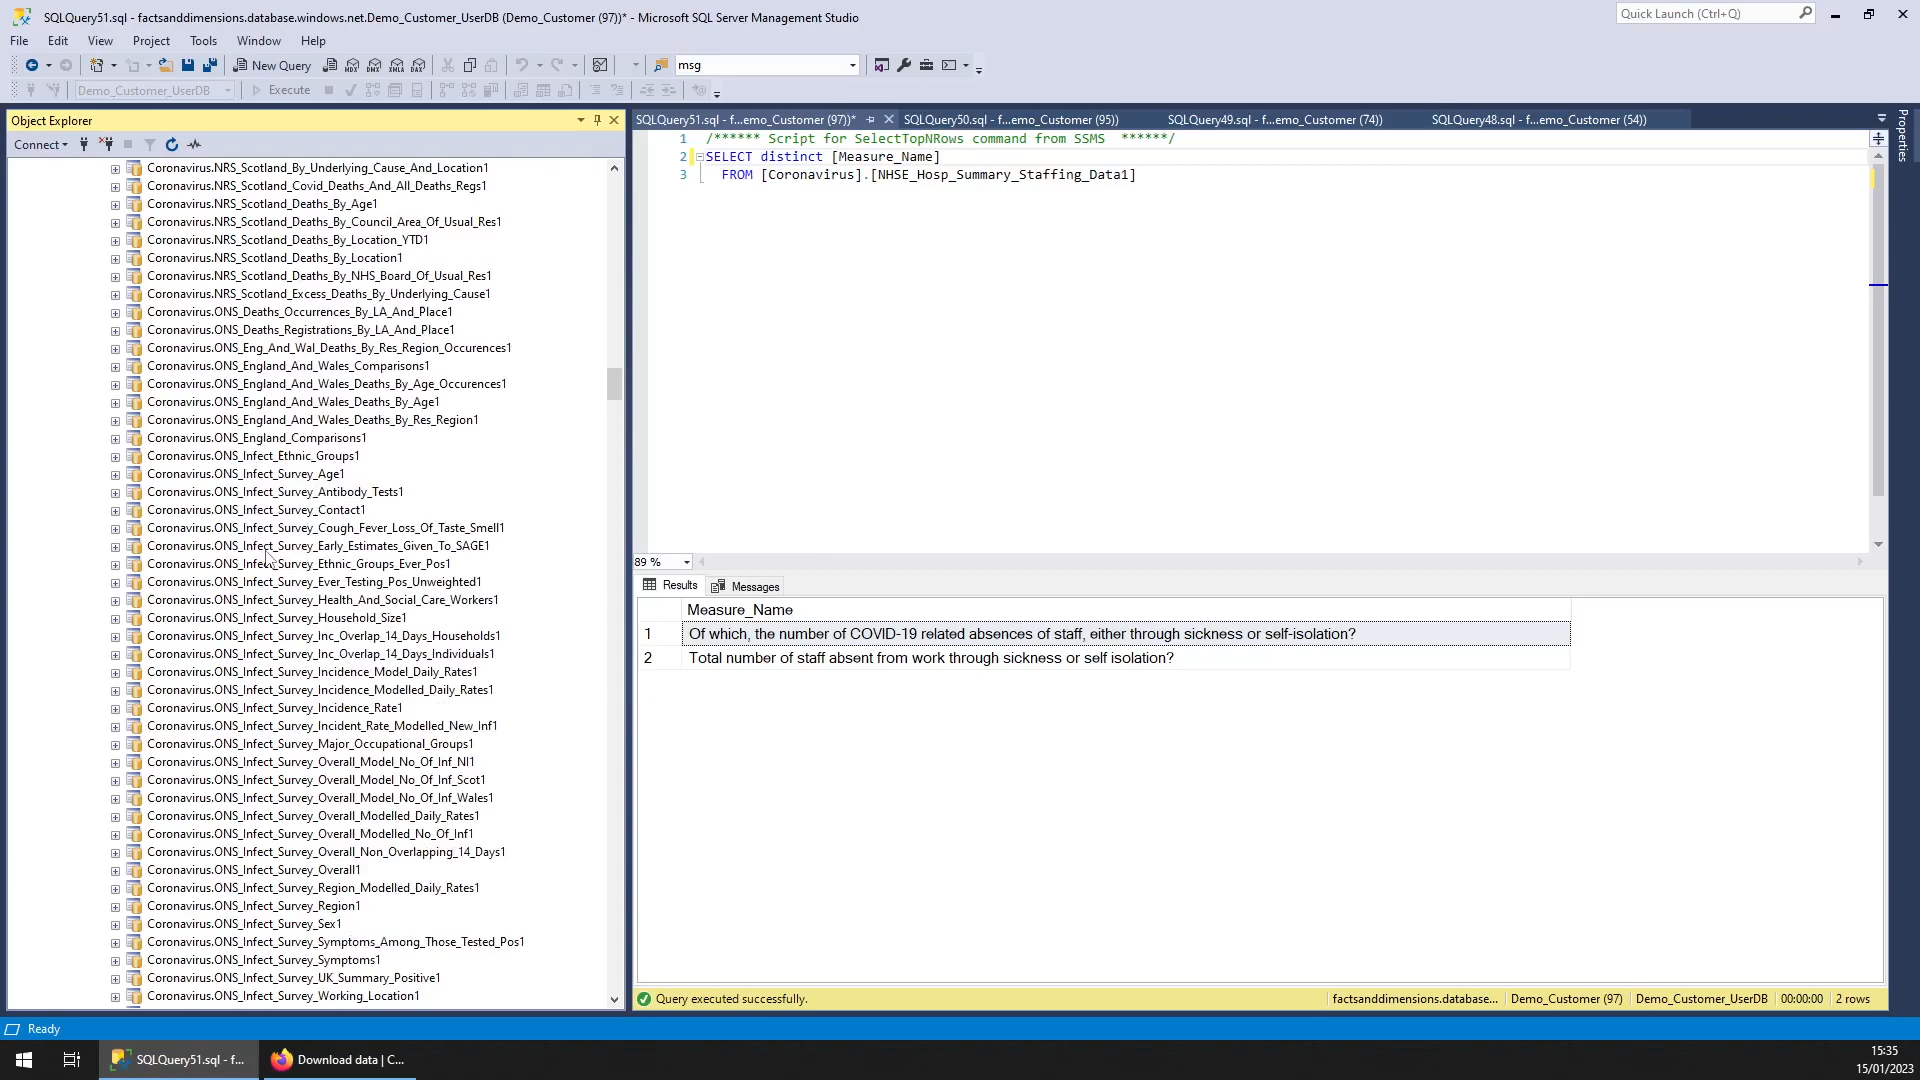 SQLQuery51.sql - factsanddimensions.database.windows.net.Demo_Customer_UserDB (Demo_Customer (97))* - Microsoft SQL Server Management Studio
Quick Launch (Ctrl+Q)
File Edit View Project Tools Window Help
New Query
MDX DMX XMLA DAX
msg
Demo_Customer_UserDB
Execute
Object Explorer
Connect
Coronavirus.NRS_Scotland_By_Underlying_Cause_And_Location1
Coronavirus.NRS_Scotland_Covid_Deaths_And_All_Deaths_Regs1
Coronavirus.NRS_Scotland_Deaths_By_Age1
Coronavirus.NRS_Scotland_Deaths_By_Council_Area_Of_Usual_Res1
Coronavirus.NRS_Scotland_Deaths_By_Location_YTD1
Coronavirus.NRS_Scotland_Deaths_By_Location1
Coronavirus.NRS_Scotland_Deaths_By_NHS_Board_Of_Usual_Res1
Coronavirus.NRS_Scotland_Excess_Deaths_By_Underlying_Cause1
Coronavirus.ONS_Deaths_Occurrences_By_LA_And_Place1
Coronavirus.ONS_Deaths_Registrations_By_LA_And_Place1
Coronavirus.ONS_Eng_And_Wal_Deaths_By_Res_Region_Occurences1
Coronavirus.ONS_England_And_Wales_Comparisons1
Coronavirus.ONS_England_And_Wales_Deaths_By_Age_Occurences1
Coronavirus.ONS_England_And_Wales_Deaths_By_Age1
Coronavirus.ONS_England_And_Wales_Deaths_By_Res_Region1
Coronavirus.ONS_England_Comparisons1
Coronavirus.ONS_Infect_Ethnic_Groups1
Coronavirus.ONS_Infect_Survey_Age1
Coronavirus.ONS_Infect_Survey_Antibody_Tests1
Coronavirus.ONS_Infect_Survey_Contact1
Coronavirus.ONS_Infect_Survey_Cough_Fever_Loss_Of_Taste_Smell1
Coronavirus.ONS_Infect_Survey_Early_Estimates_Given_To_SAGE1
Coronavirus.ONS_Infect_Survey_Ethnic_Groups_Ever_Pos1
Coronavirus.ONS_Infect_Survey_Ever_Testing_Pos_Unweighted1
Coronavirus.ONS_Infect_Survey_Health_And_Social_Care_Workers1
Coronavirus.ONS_Infect_Survey_Household_Size1
Coronavirus.ONS_Infect_Survey_Inc_Overlap_14_Days_Households1
Coronavirus.ONS_Infect_Survey_Inc_Overlap_14_Days_Individuals1
Coronavirus.ONS_Infect_Survey_Incidence_Model_Daily_Rates1
Coronavirus.ONS_Infect_Survey_Incidence_Modelled_Daily_Rates1
Coronavirus.ONS_Infect_Survey_Incidence_Rate1
Coronavirus.ONS_Infect_Survey_Incident_Rate_Modelled_New_Inf1
Coronavirus.ONS_Infect_Survey_Major_Occupational_Groups1
Coronavirus.ONS_Infect_Survey_Overall_Model_No_Of_Inf_NI1
Coronavirus.ONS_Infect_Survey_Overall_Model_No_Of_Inf_Scot1
Coronavirus.ONS_Infect_Survey_Overall_Model_No_Of_Inf_Wales1
Coronavirus.ONS_Infect_Survey_Overall_Modelled_Daily_Rates1
Coronavirus.ONS_Infect_Survey_Overall_Modelled_No_Of_Inf1
Coronavirus.ONS_Infect_Survey_Overall_Non_Overlapping_14_Days1
Coronavirus.ONS_Infect_Survey_Overall1
Coronavirus.ONS_Infect_Survey_Region_Modelled_Daily_Rates1
Coronavirus.ONS_Infect_Survey_Region1
Coronavirus.ONS_Infect_Survey_Sex1
Coronavirus.ONS_Infect_Survey_Symptoms_Among_Those_Tested_Pos1
Coronavirus.ONS_Infect_Survey_Symptoms1
Coronavirus.ONS_Infect_Survey_UK_Summary_Positive1
Coronavirus.ONS_Infect_Survey_Working_Location1
SQLQuery51.sql - f...emo_Customer (97))* SQLQuery50.sql - f...emo_Customer (95)) SQLQuery49.sql - f...emo_Customer (74)) SQLQuery48.sql - f...emo_Customer (54))
Properties
1 /****** Script for SelectTopNRows command from SSMS ******/
2 SELECT distinct [Measure_Name]
3 FROM [Coronavirus].[NHSE_Hosp_Summary_Staffing_Data1]
89 %
Results Messages
Measure_Name
1 Of which, the number of COVID-19 related absences of staff, either through sickness or self-isolation?
2 Total number of staff absent from work through sickness or self isolation?
Query executed successfully. factsanddimensions.database... Demo_Customer (97) Demo_Customer_UserDB 00:00:00 2 rows
Ready
SQLQuery51.sql - f... Download data | C...
15:35
15/01/2023